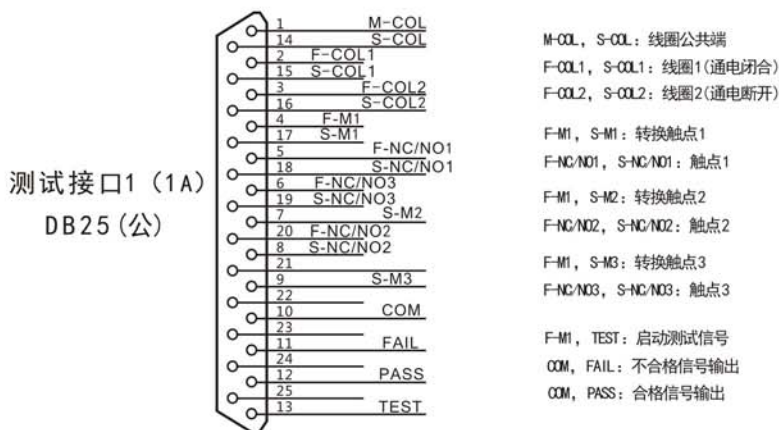 测试接口1 (1A)
DB25(公)
1 M-COL
14 S-COL
2 F-COL1
15 S-COL1
3 F-COL2
16 S-COL2
4 F-M1
17 S-M1
5 F-NC/NO1
18 S-NC/NO1
6 F-NC/NO3
19 S-NC/NO3
7 S-M2
20 F-NC/NO2
8 S-NC/NO2
21
9 S-M3
22
10 COM
23
11 FAIL
24
12 PASS
25
13 TEST
M-COL, S-COL: 线圈公共端
F-COL1, S-COL1: 线圈1(通电闭合)
F-COL2, S-COL2: 线圈2(通电断开)
F-M1, S-M1: 转换触点1
F-NC/NO1, S-NC/NO1: 触点1
F-M1, S-M2: 转换触点2
F-NC/NO2, S-NC/NO2: 触点2
F-M1, S-M3: 转换触点3
F-NC/NO3, S-NC/NO3: 触点3
F-M1, TEST: 启动测试信号
COM, FAIL: 不合格信号输出
COM, PASS: 合格信号输出